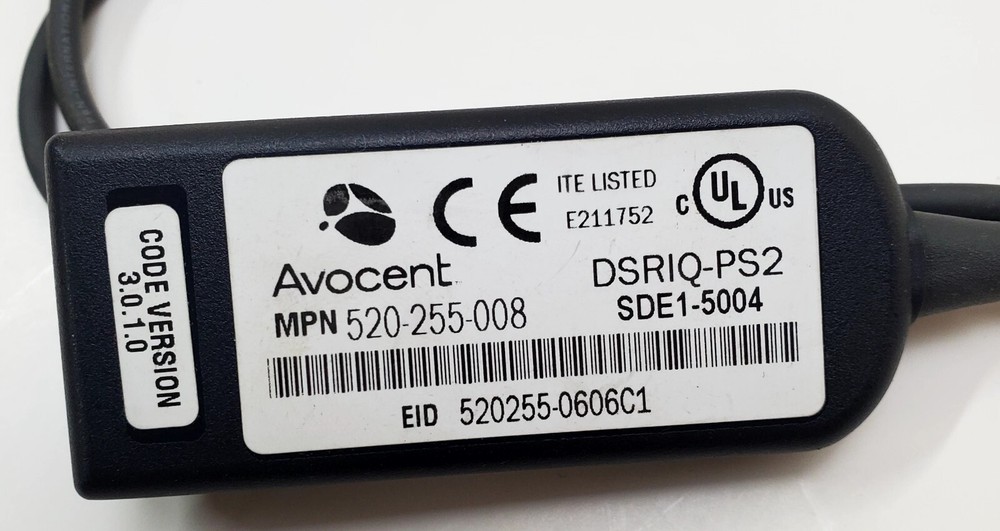 CODE VERSION
3.0.1.0
Avocent
MPN 520-255-008
CE
ITE LISTED
E211752
C UL US
DSRIQ-PS2
SDE1-5004
EID 520255-0606C1